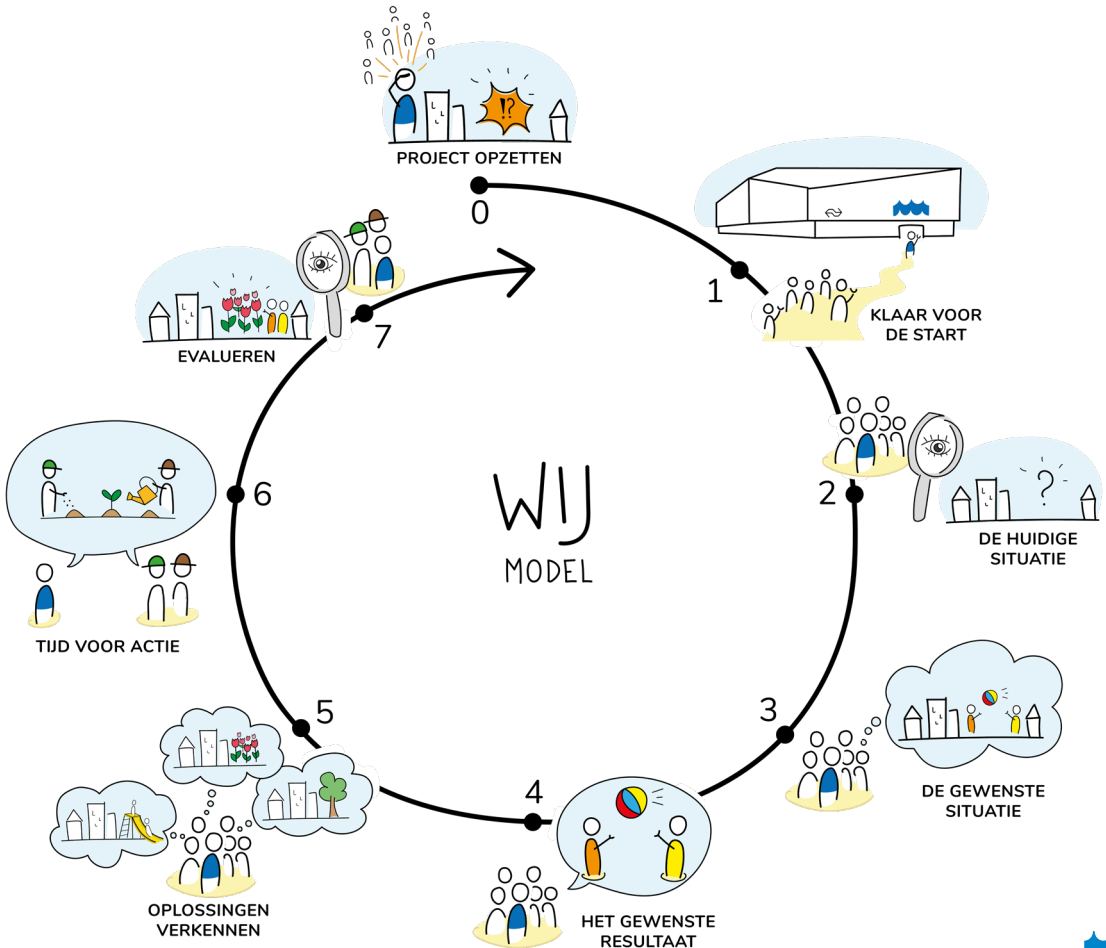 !?
PROJECT OPZETTEN
0
1
KLAAR VOOR
DE START
2
?
DE HUIDIGE
SITUATIE
3
DE GEWENSTE
SITUATIE
4
HET GEWENSTE
RESULTAAT
5
OPLOSSINGEN
VERKENNEN
6
TIJD VOOR ACTIE
7
EVALUEREN
WIJ
MODEL